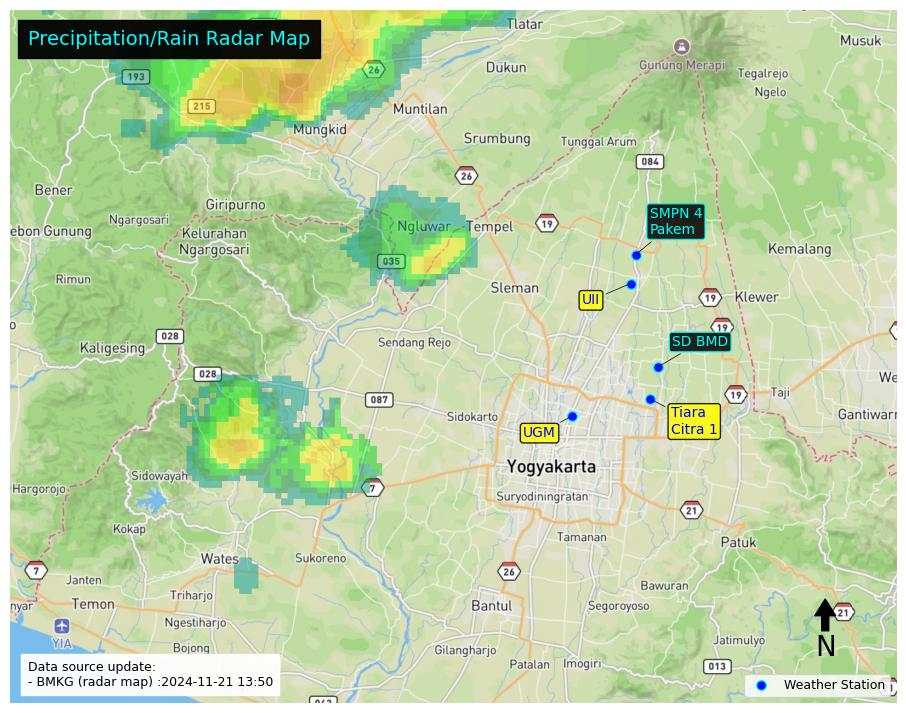 Precipitation/Rain Radar Map
Tlatar
Musuk
193
26
Dukun
Gunung Merapi
Tegalrejo
Ngelo
215
Muntilan
Mungkid
Srumbung
Tunggal Arum
084
26
Bener
Giripurno
SMPN 4
Pakem
Ngargosari
Ngluwar
Tempel
19
ebon Gunung
Kelurahan
Ngargosari
Kemalang
035
Rimun
Sleman
UII
19
Klewer
19
028
Sendang Rejo
SD BMD
Kaligesing
We
028
087
19
Taji
Sidokarto
Tiara
Citra 1
Gantiwarr
UGM
Yogyakarta
Sidowayah
7
Hargorojo
Suryodiningratan
21
Kokap
Tamanan
Patuk
Wates
Sukoreno
7
Janten
26
Bawuran
Triharjo
nyar
Temon
Bantul
Segoroyoso
21
Ngestiharjo
YIA
N
Bojong
Gilangharjo
Jatimulyo
Patalan
Imogiri
013
Data source update:
- BMKG (radar map) :2024-11-21 13:50
Weather Station